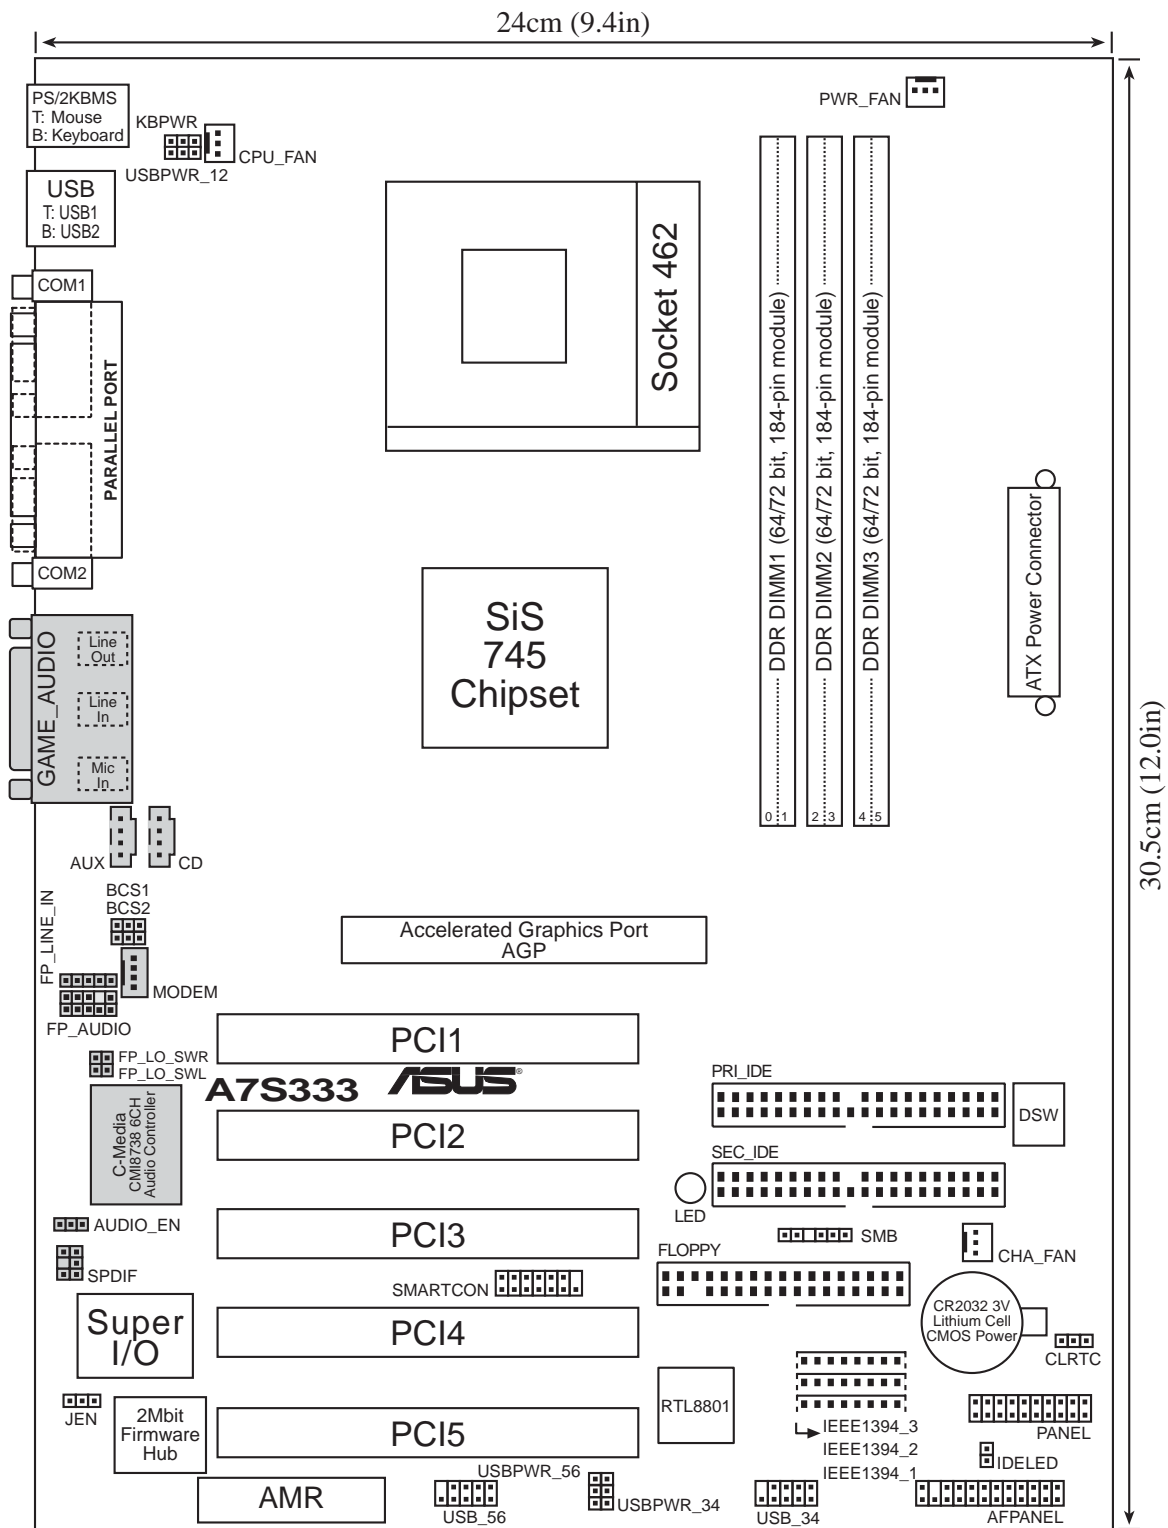 24cm (9.4in)
PS/2KBMS
T: Mouse
B: Keyboard
KBPWR
CPU_FAN
USBPWR_12
PWR_FAN
USB
T: USB1
B: USB2
COM1
PARALLEL PORT
COM2
Socket 462
DDR DIMM1 (64/72 bit, 184-pin module)
DDR DIMM2 (64/72 bit, 184-pin module)
DDR DIMM3 (64/72 bit, 184-pin module)
0 1
2 3
4 5
ATX Power Connector
30.5cm (12.0in)
SiS
745
Chipset
GAME_AUDIO
Line
Out
Line
In
Mic
In
AUX
CD
BCS1
BCS2
FP_LINE_IN
MODEM
FP_AUDIO
Accelerated Graphics Port
AGP
PCI1
FP_LO_SWR
FP_LO_SWL
A7S333
ASUS®
PRI_IDE
DSW
C-Media
CMI8738 6CH
Audio Controller
PCI2
SEC_IDE
LED
AUDIO_EN
PCI3
SMB
CHA_FAN
FLOPPY
SPDIF
SMARTCON
Super
I/O
PCI4
CR2032 3V
Lithium Cell
CMOS Power
CLRTC
JEN
2Mbit
Firmware
Hub
PCI5
RTL8801
IEEE1394_3
IEEE1394_2
IEEE1394_1
PANEL
IDELED
AMR
USBPWR_56
USBPWR_34
USB_56
USB_34
AFPANEL